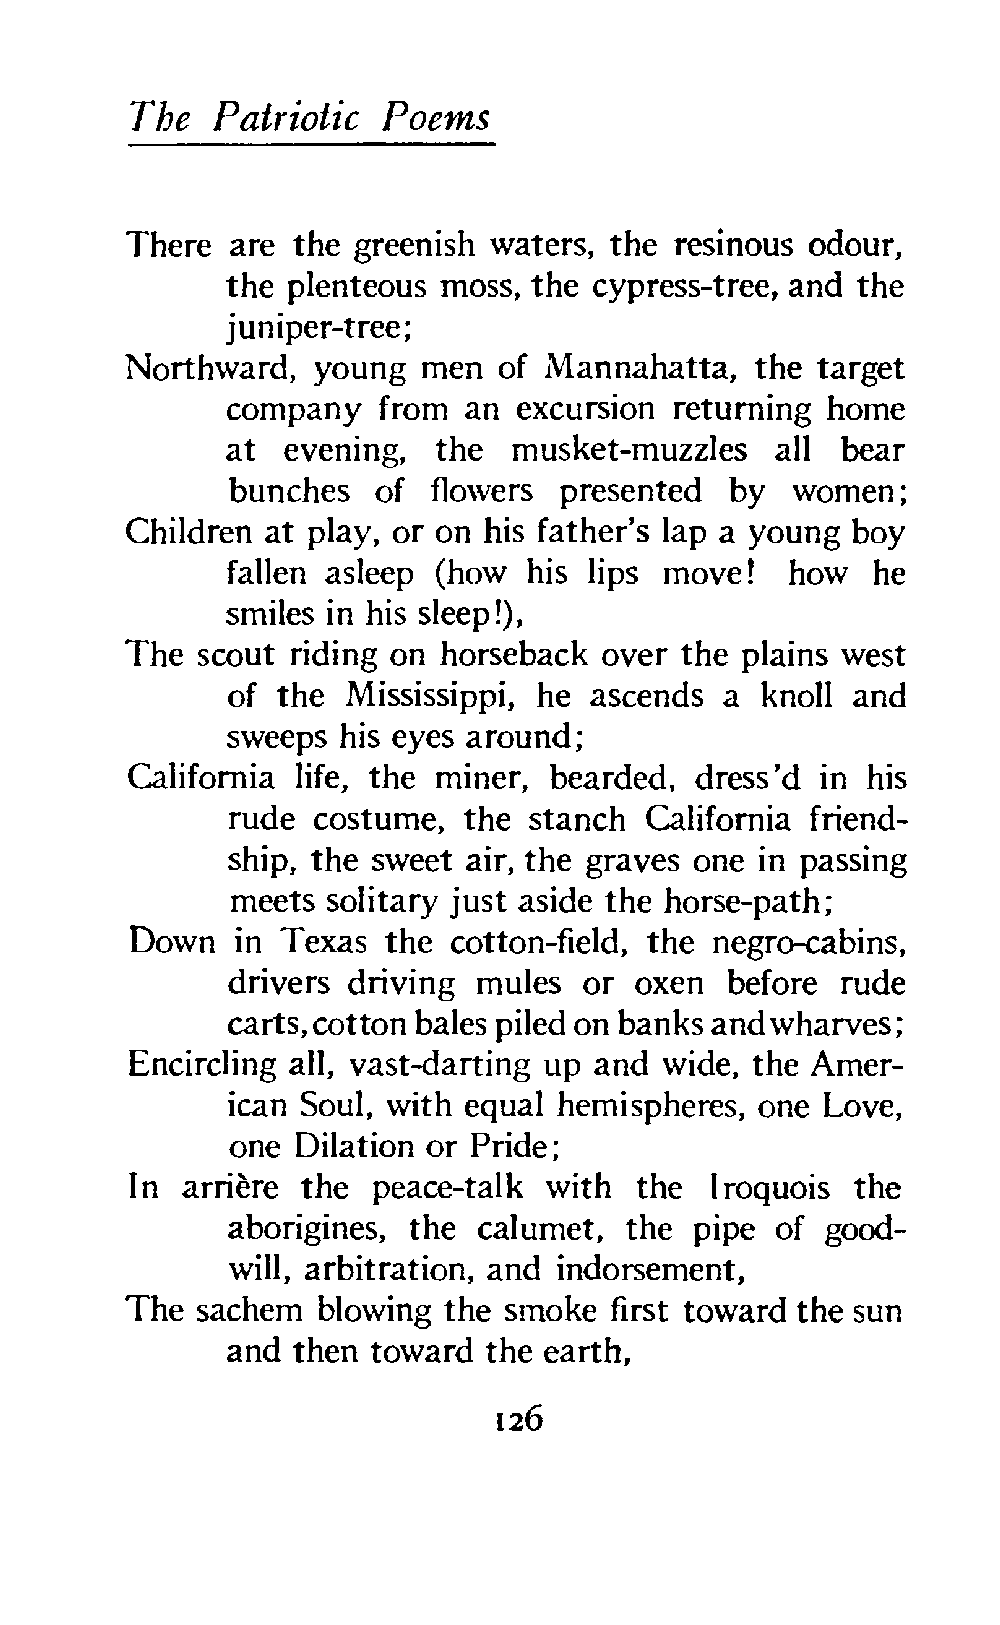 The Patriotic Poems
There are the greenish waters, the resinous odour,
the plenteous moss, the cypress-tree, and the
juniper-tree;
Northward, young men of Mannahatta, the target
company from an excursion returning home
at evening, the musket-muzzles all bear
bunches of flowers presented by women;
Children at play, or on his father's lap a young boy
fallen asleep (how his lips move! how he
smiles in his sleep!),
The scout riding on horseback over the plains west
of the Mississippi, he ascends a knoll and
sweeps his eyes around;
California life, the miner, bearded, dress'd in his
rude costume, the stanch California friend-
ship, the sweet air, the graves one in passing
meets solitary just aside the horse-path;
Down in Texas the cotton-field, the negro-cabins,
drivers driving mules or oxen before rude
carts, cotton bales piled on banks and wharves;
Encircling all, vast-darting up and wide, the Amer-
ican Soul, with equal hemispheres, one Love,
one Dilation or Pride;
In arrière the peace-talk with the Iroquois the
aborigines, the calumet, the pipe of good-
will, arbitration, and indorsement,
The sachem blowing the smoke first toward the sun
and then toward the earth,
126